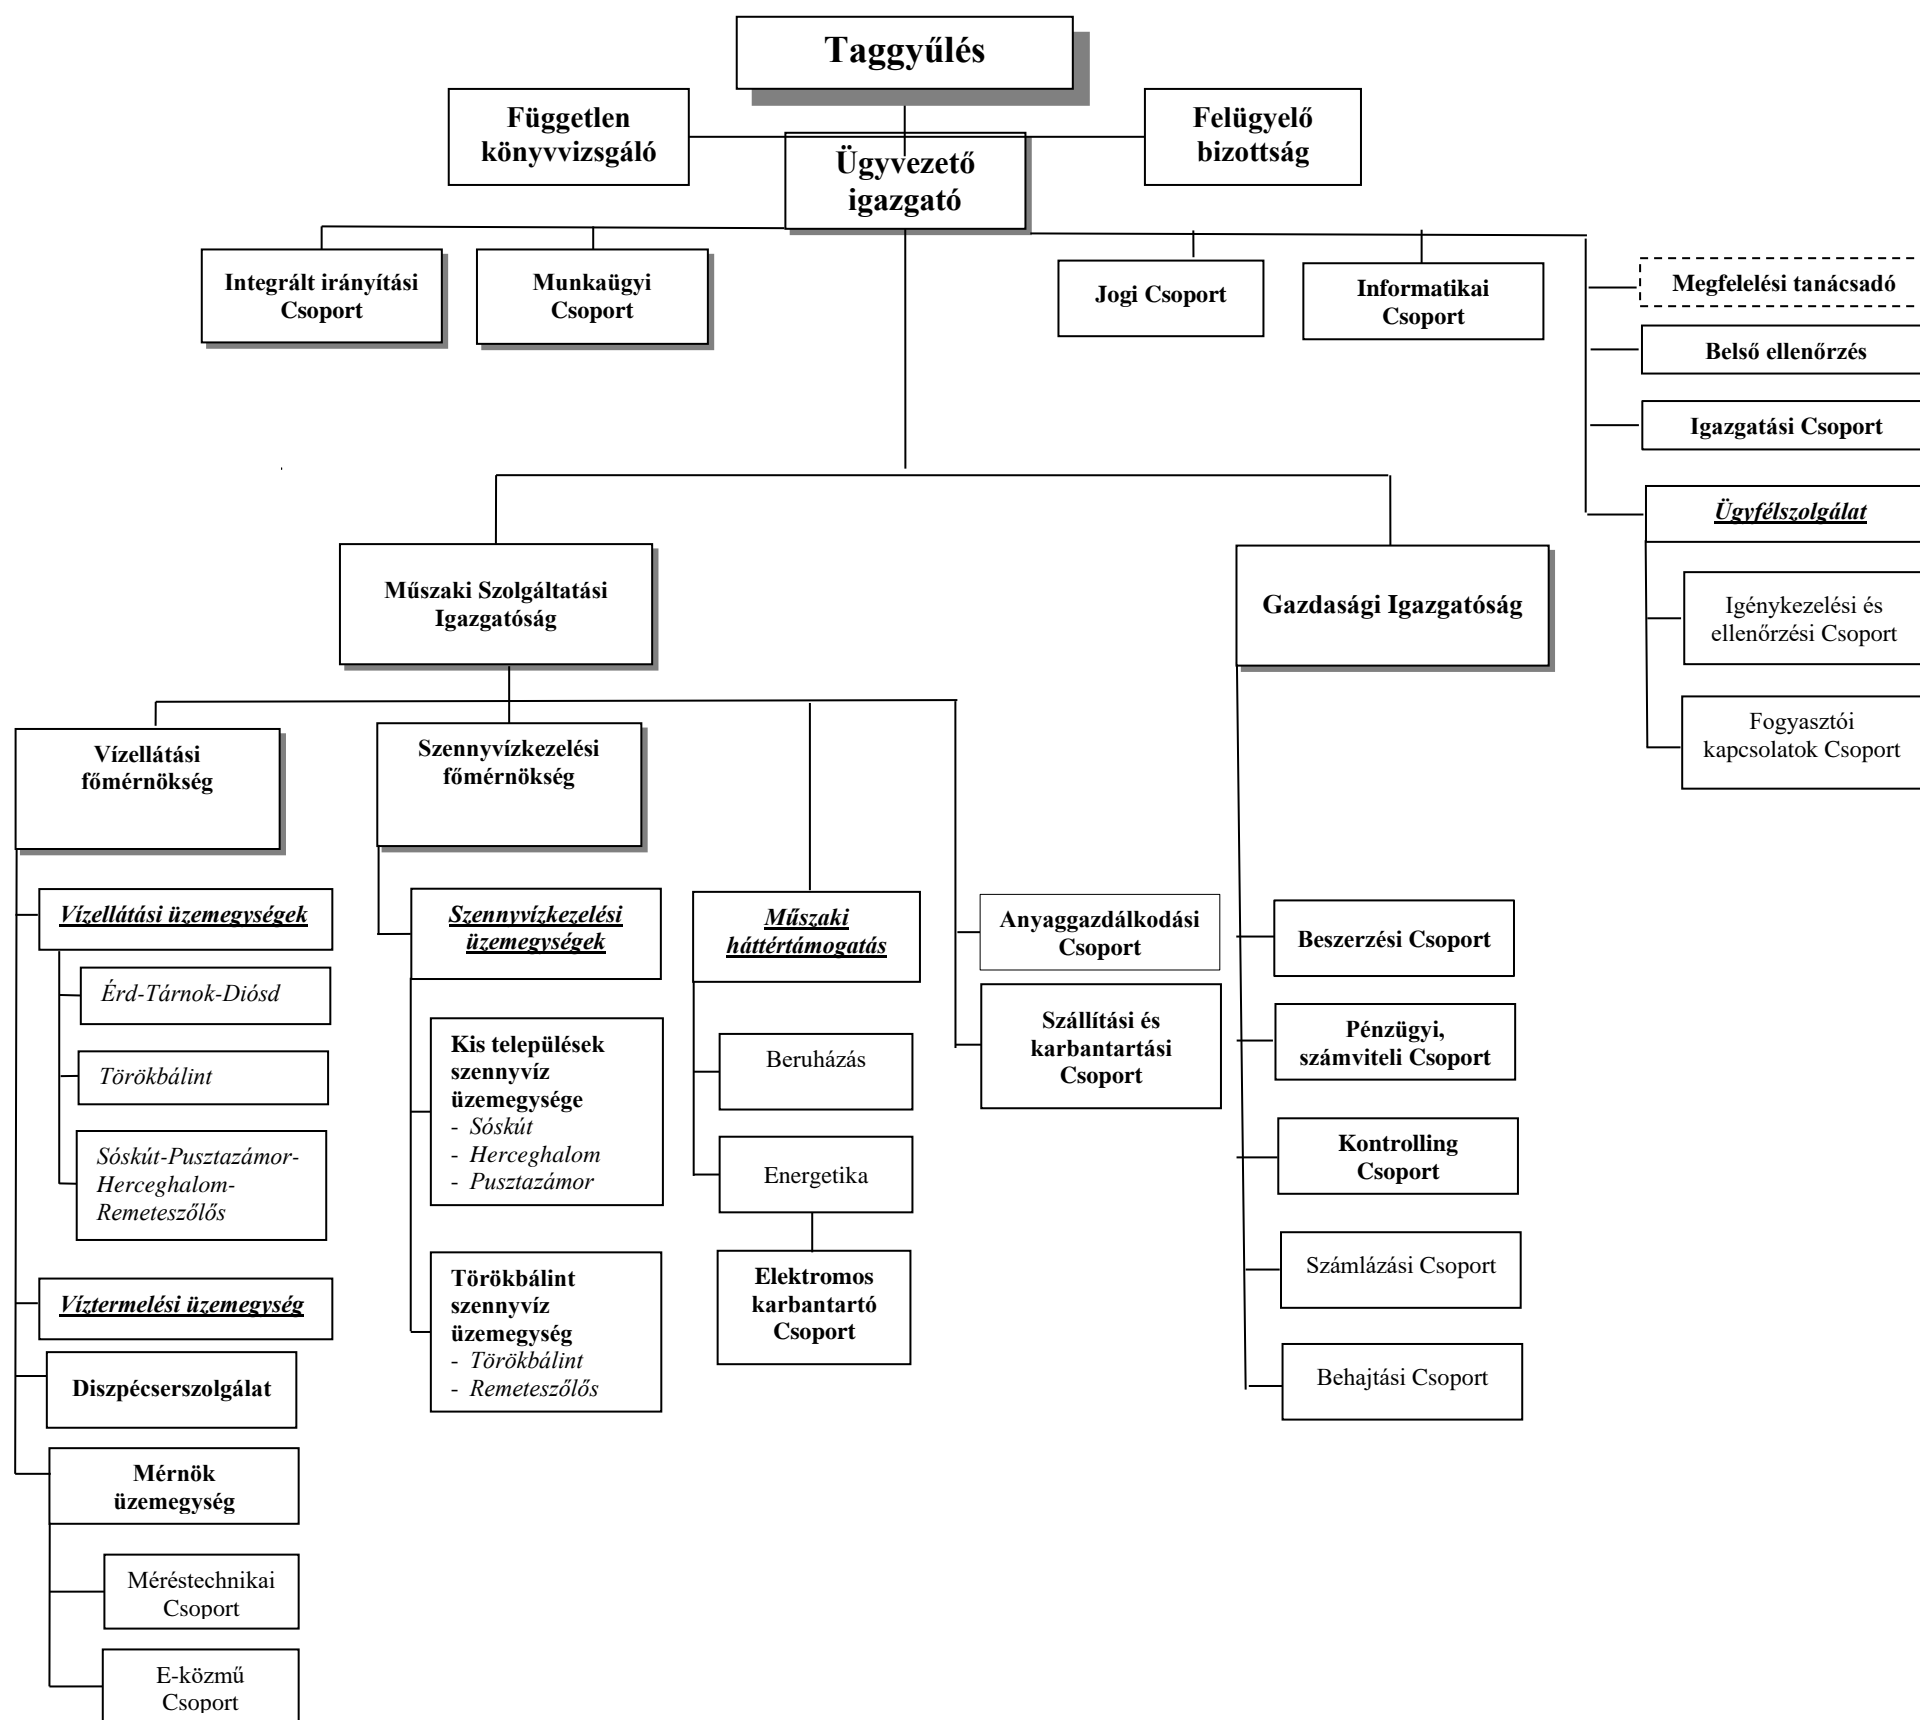 Taggyűlés
Független
könyvvizsgáló
Felügyelő
bizottság
Ügyvezető
igazgató
Integrált irányítási
Csoport
Munkaügyi
Csoport
Jogi Csoport
Informatikai
Csoport
Megfelelési tanácsadó
Belső ellenőrzés
Igazgatási Csoport
Ügyfélszolgálat
Igénykezelési és
ellenőrzési Csoport
Fogyasztói
kapcsolatok Csoport
Műszaki Szolgáltatási
Igazgatóság
Gazdasági Igazgatóság
Vízellátási
főmérnökség
Szennyvízkezelési
főmérnökség
Vízellátási üzemegységek
Érd-Tárnok-Diósd
Törökbálint
Sóskút-Pusztazámor-
Herceghalom-
Remeteszőlős
Víztermelési üzemegység
Diszpécserszolgálat
Mérnök
üzemegység
Méréstechnikai
Csoport
E-közmű
Csoport
Szennyvízkezelési
üzemegységek
Kis települések
szennyvíz
üzemegysége
- Sóskút
- Herceghalom
- Pusztazámor
Törökbálint
szennyvíz
üzemegység
- Törökbálint
- Remeteszőlős
Műszaki
háttértámogatás
Beruházás
Energetika
Elektromos
karbantartó
Csoport
Anyaggazdálkodási
Csoport
Szállítási és
karbantartási
Csoport
Beszerzési Csoport
Pénzügyi,
számviteli Csoport
Kontrolling
Csoport
Számlázási Csoport
Behajtási Csoport